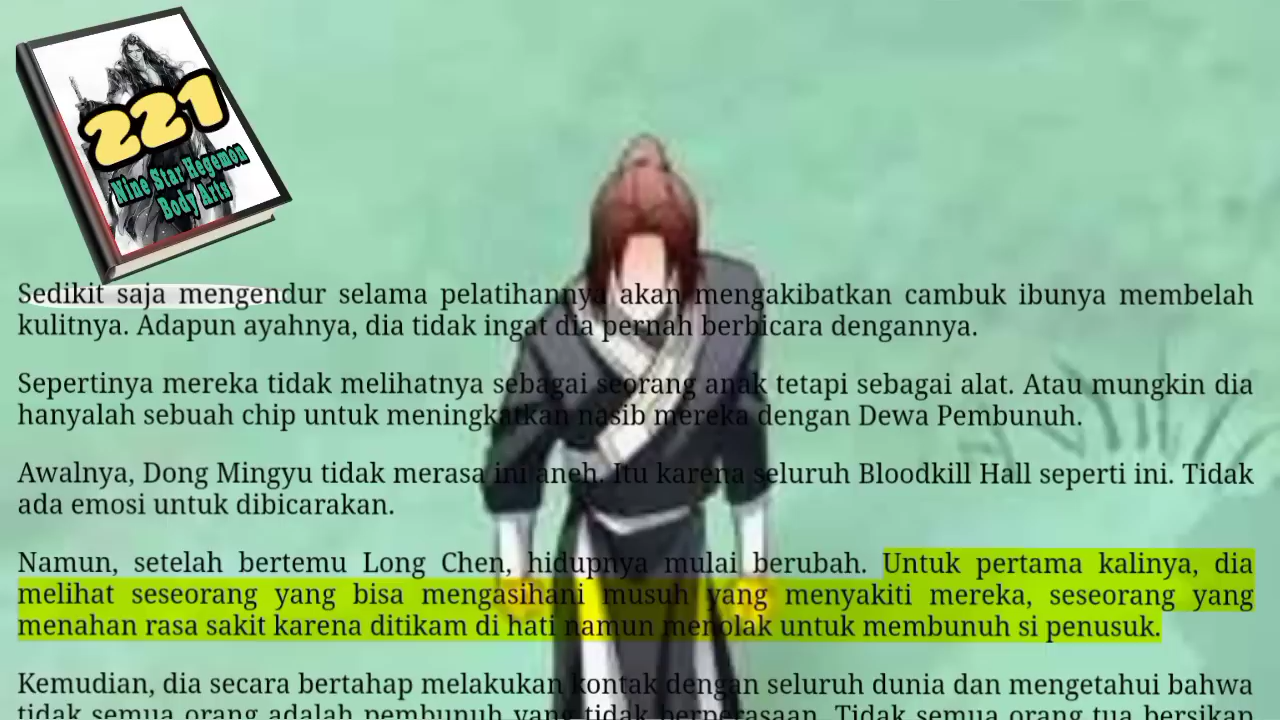 221
Nine Star Hegemon
Body Arts
Sedikit saja mengendur selama pelatihannya akan mengakibatkan cambuk ibunya membelah
kulitnya. Adapun ayahnya, dia tidak ingat dia pernah berbicara dengannya.
Sepertinya mereka tidak melihatnya sebagai seorang anak tetapi sebagai alat. Atau mungkin dia
hanyalah sebuah chip untuk meningkatkan nasib mereka dengan Dewa Pembunuh.
Awalnya, Dong Mingyu tidak merasa ini aneh. Itu karena seluruh Bloodkill Hall seperti ini. Tidak
ada emosi untuk dibicarakan.
Namun, setelah bertemu Long Chen, hidupnya mulai berubah. Untuk pertama kalinya, dia
melihat seseorang yang bisa mengasihani musuh yang menyakiti mereka, seseorang yang
menahan rasa sakit karena ditikam di hati namun menolak untuk membunuh si penusuk.
Kemudian, dia secara bertahap melakukan kontak dengan seluruh dunia dan mengetahui bahwa
tidak semua orang adalah pembunuh yang tidak berperasaan. Tidak semua orang tua bersikap